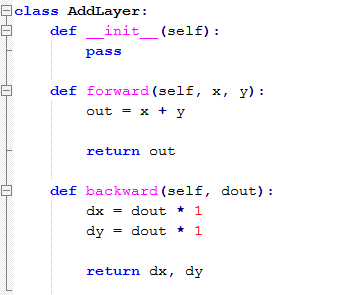 class AddLayer:
    def __init__(self):
        pass

    def forward(self, x, y):
        out = x + y

        return out

    def backward(self, dout):
        dx = dout * 1
        dy = dout * 1

        return dx, dy